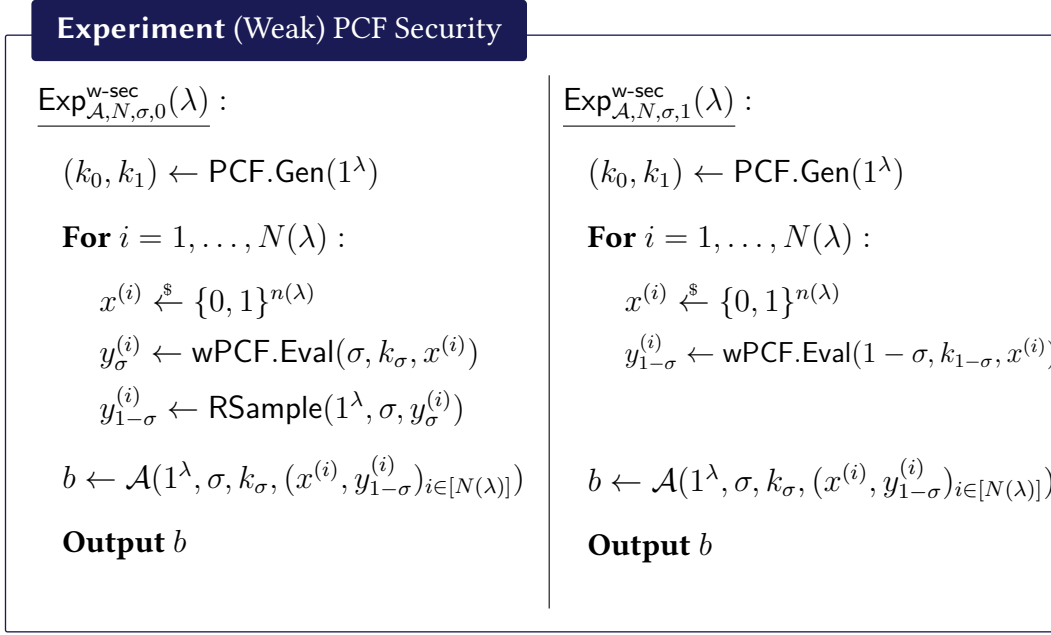 Experiment (Weak) PCF Security
Exp^{w-sec}_{𝒜,N,σ,0}(λ) :
(k_0, k_1) ← PCF.Gen(1^λ)
For i = 1, . . . , N(λ) :
x^{(i)} ←$ {0, 1}^{n(λ)}
y_σ^{(i)} ← wPCF.Eval(σ, k_σ, x^{(i)})
y_{1−σ}^{(i)} ← RSample(1^λ, σ, y_σ^{(i)})
b ← 𝒜(1^λ, σ, k_σ, (x^{(i)}, y_{1−σ}^{(i)})_{i∈[N(λ)]})
Output b
Exp^{w-sec}_{𝒜,N,σ,1}(λ) :
(k_0, k_1) ← PCF.Gen(1^λ)
For i = 1, . . . , N(λ) :
x^{(i)} ←$ {0, 1}^{n(λ)}
y_{1−σ}^{(i)} ← wPCF.Eval(1 − σ, k_{1−σ}, x^{(i)})
b ← 𝒜(1^λ, σ, k_σ, (x^{(i)}, y_{1−σ}^{(i)})_{i∈[N(λ)]})
Output b